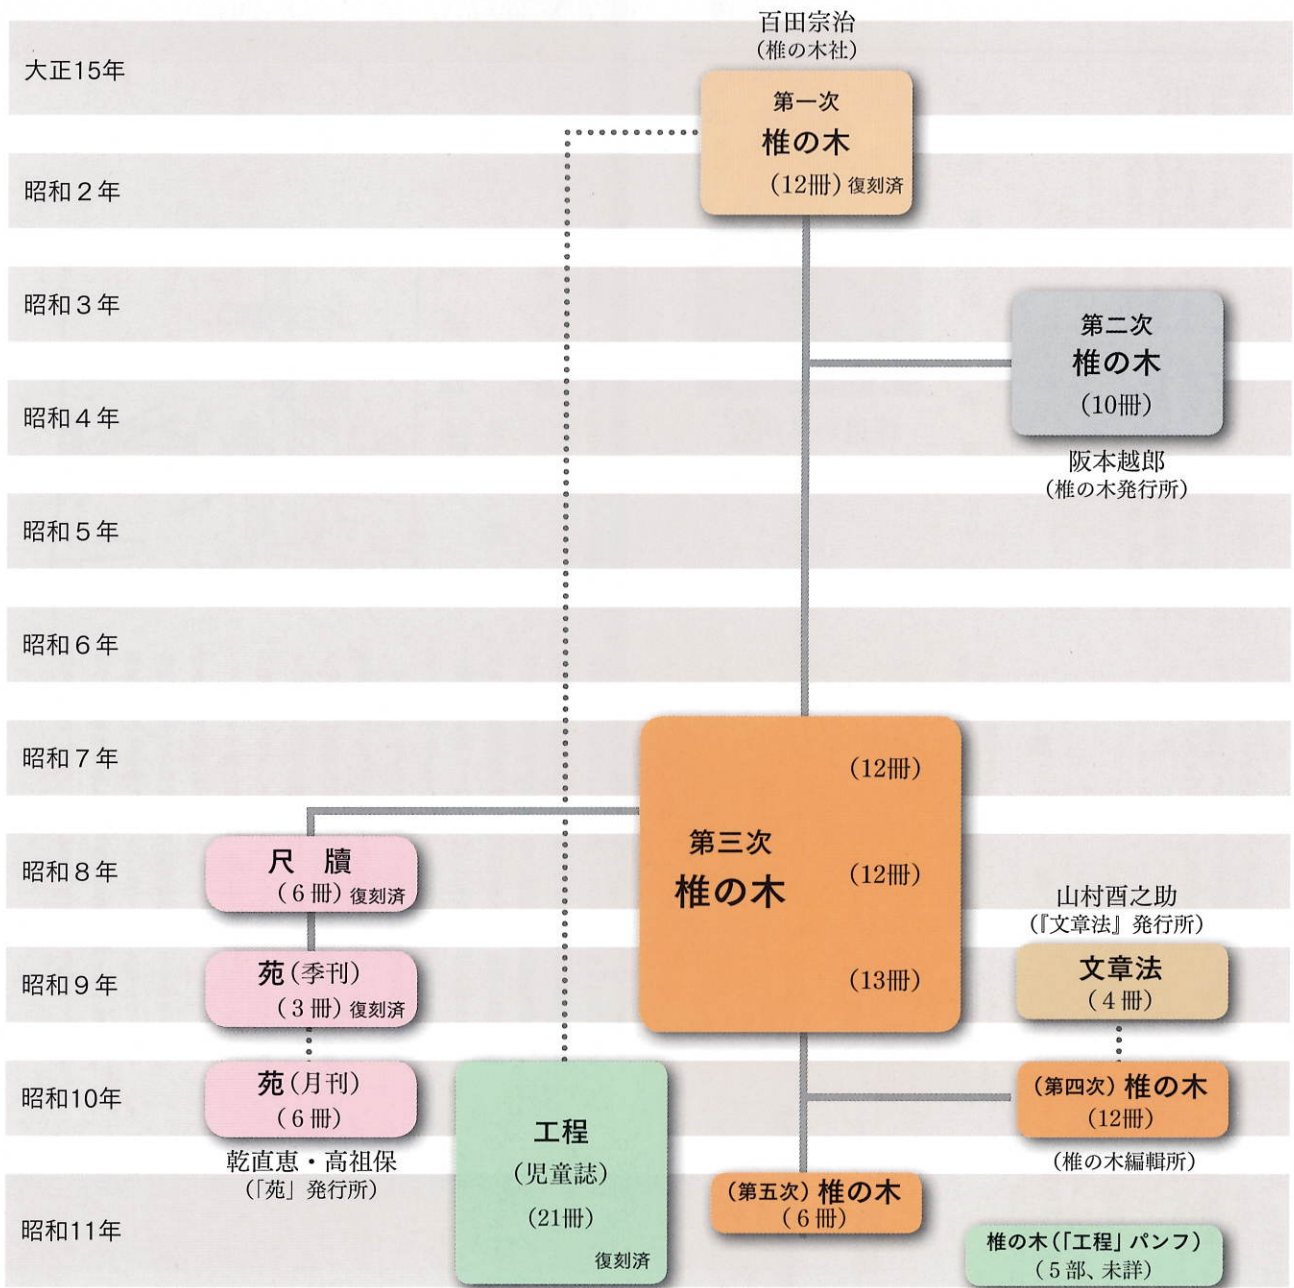 百田宗治
（椎の木社）
大正15年
第一次
椎の木
（12冊）復刻済
昭和２年
昭和３年
第二次
椎の木
（10冊）
昭和４年
阪本越郎
（椎の木発行所）
昭和５年
昭和６年
昭和７年
（12冊）
第三次
椎の木
（12冊）
（13冊）
昭和８年
尺　牘
（６冊）復刻済
山村酉之助
（『文章法』発行所）
昭和９年
苑（季刊）
（３冊）復刻済
文章法
（４冊）
昭和10年
苑（月刊）
（６冊）
乾直恵・高祖保
（「苑」発行所）
工程
（児童誌）
（21冊）
復刻済
（第四次）椎の木
（12冊）
（椎の木編輯所）
（第五次）椎の木
（６冊）
昭和11年
椎の木（「工程」パンフ）
（５部、未詳）